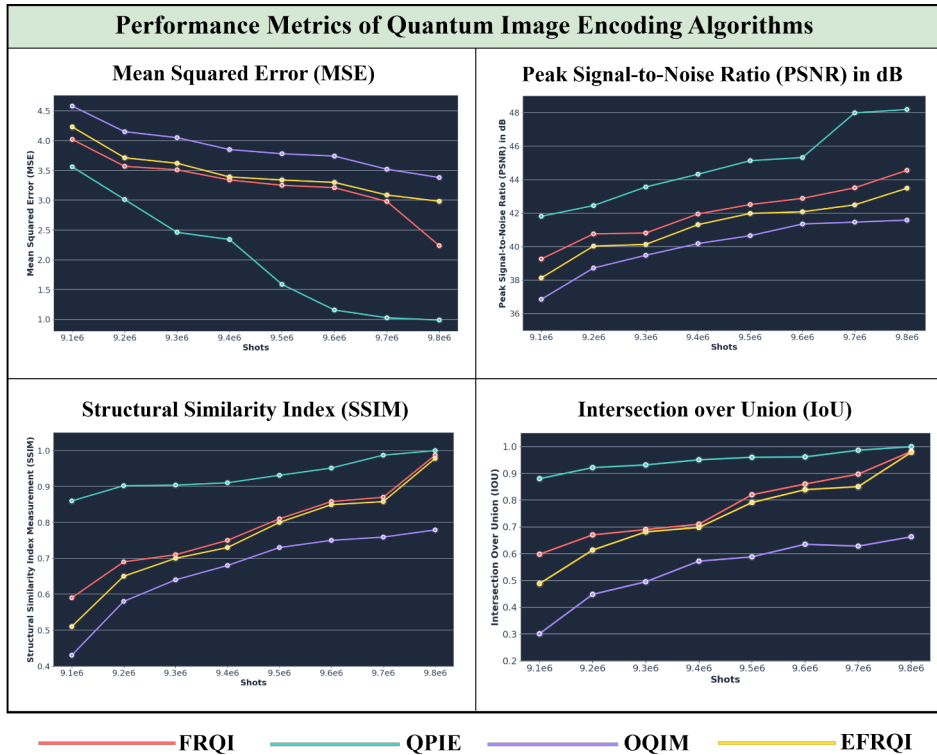 Performance Metrics of Quantum Image Encoding Algorithms
Mean Squared Error (MSE)
Mean Squared Error (MSE)
4.5
4.0
3.5
3.0
2.5
2.0
1.5
1.0
9.1e6 9.2e6 9.3e6 9.4e6 9.5e6 9.6e6 9.7e6 9.8e6
Shots
Peak Signal-to-Noise Ratio (PSNR) in dB
Peak Signal-to-Noise Ratio (PSNR) in dB
48
46
44
42
40
38
36
9.1e6 9.2e6 9.3e6 9.4e6 9.5e6 9.6e6 9.7e6 9.8e6
Shots
Structural Similarity Index (SSIM)
Structural Similarity Index Measurement (SSIM)
1.0
0.9
0.8
0.7
0.6
0.5
0.4
9.1e6 9.2e6 9.3e6 9.4e6 9.5e6 9.6e6 9.7e6 9.8e6
Shots
Intersection over Union (IoU)
Intersection Over Union (IOU)
1.0
0.9
0.8
0.7
0.6
0.5
0.4
0.3
0.2
9.1e6 9.2e6 9.3e6 9.4e6 9.5e6 9.6e6 9.7e6 9.8e6
Shots
FRQI QPIE OQIM EFRQI